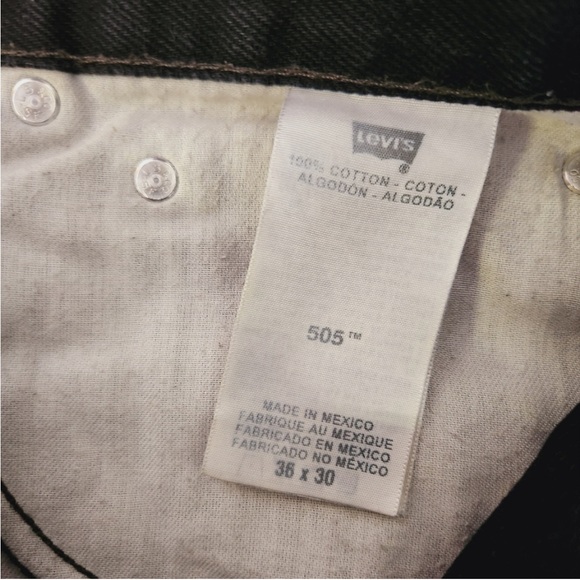 Levi's
®
100% COTTON - COTON -
ALGODÓN - ALGODÃO
505™
MADE IN MEXICO
FABRIQUE AU MEXIQUE
FABRICADO EN MEXICO
FABRICADO NO MÉXICO
36 x 30